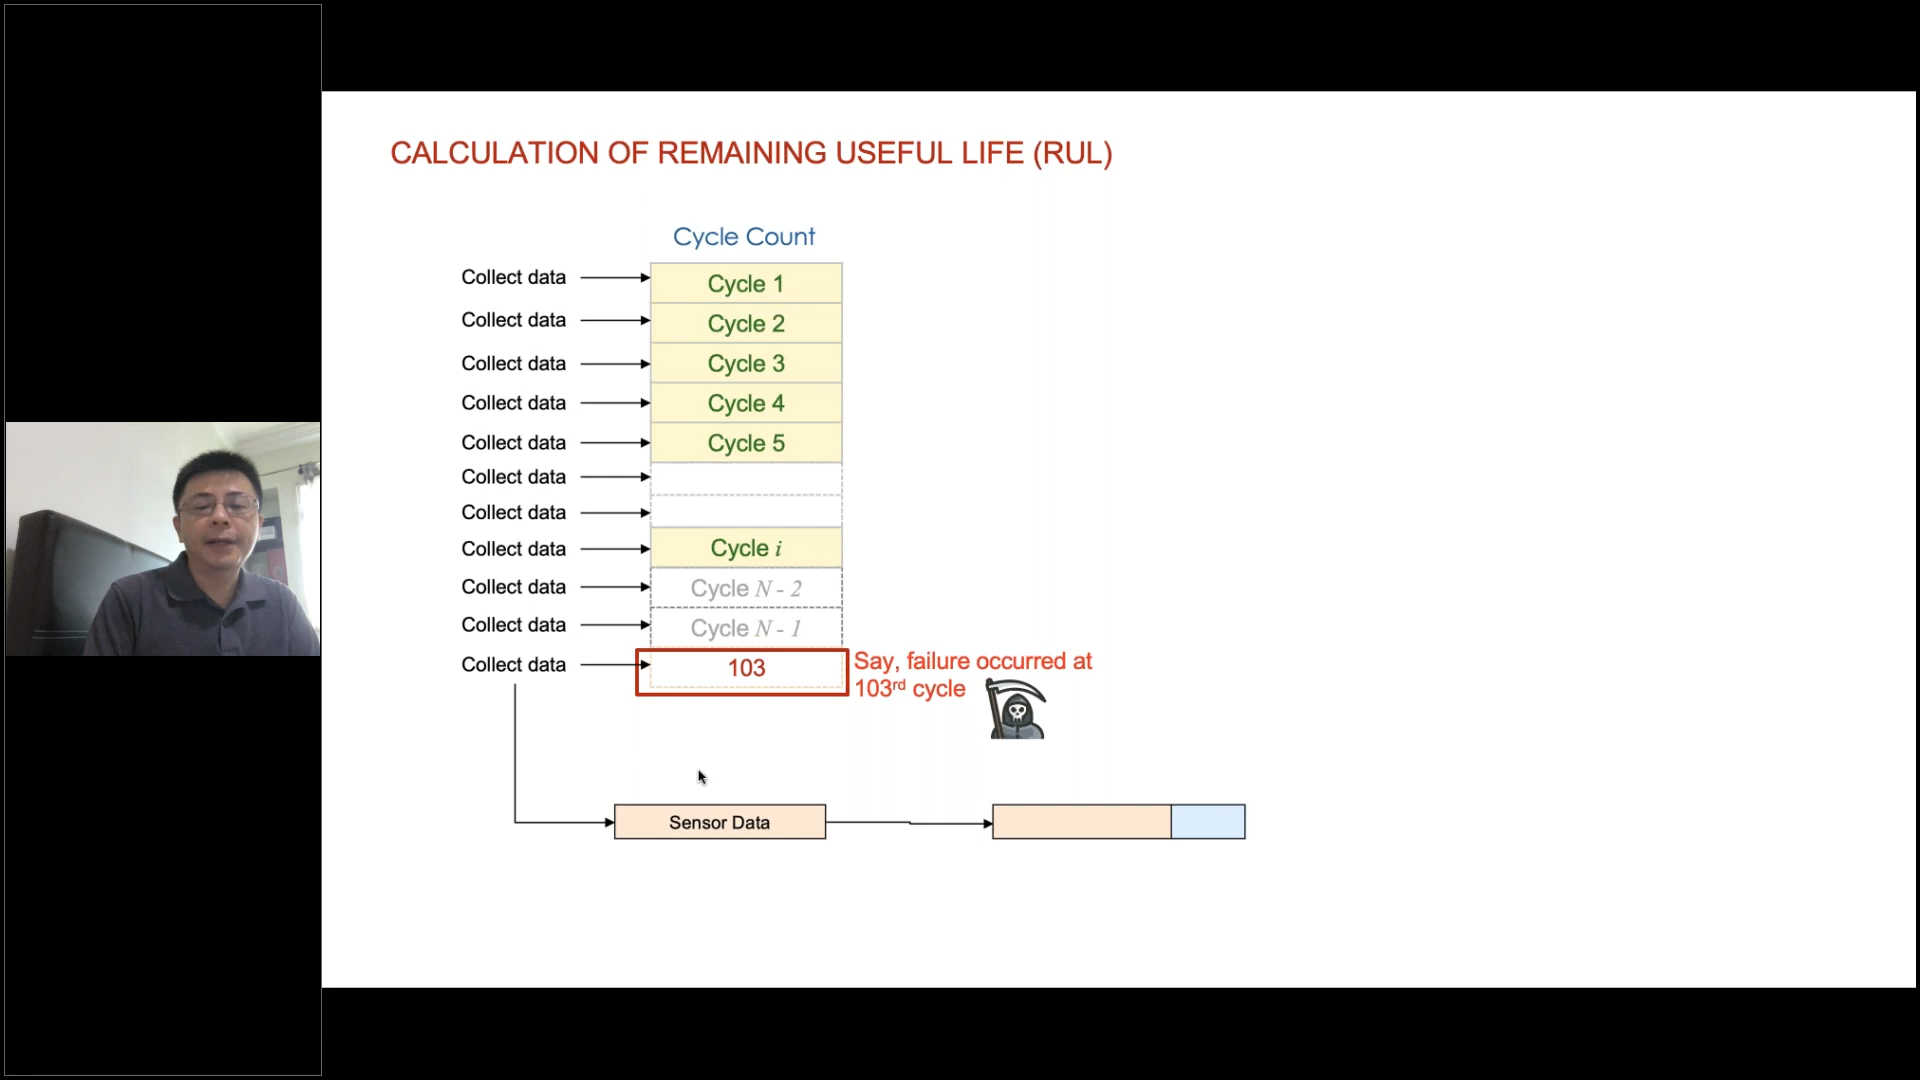 CALCULATION OF REMAINING USEFUL LIFE (RUL)
Cycle Count
Collect data
Cycle 1
Collect data
Cycle 2
Collect data
Cycle 3
Collect data
Cycle 4
Collect data
Cycle 5
Collect data
Collect data
Collect data
Cycle i
Collect data
Cycle N - 2
Collect data
Cycle N - 1
Collect data
103
Say, failure occurred at
103rd cycle
Sensor Data